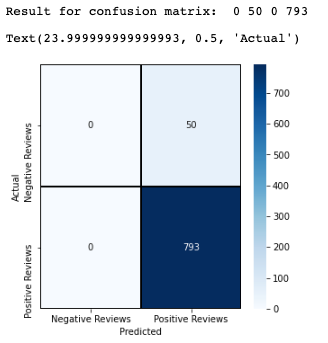 Result for confusion matrix:  0 50 0 793
Text(23.999999999999993, 0.5, 'Actual')
Actual
Negative Reviews
Positive Reviews
0
50
0
793
700
600
500
400
300
200
100
0
Negative Reviews
Positive Reviews
Predicted